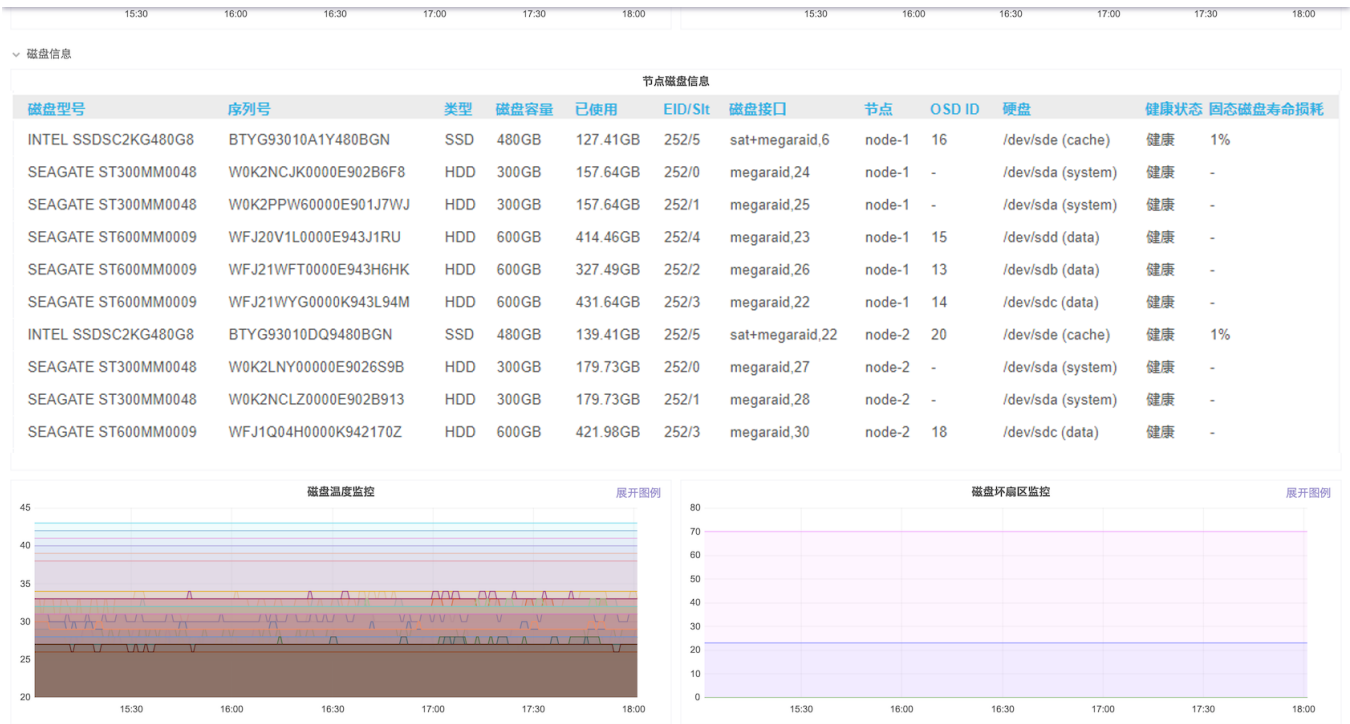 15:30 16:00 16:30 17:00 17:30 18:00 15:30 16:00 16:30 17:00 17:30 18:00
磁盘信息
节点磁盘信息
磁盘型号 序列号 类型 磁盘容量 已使用 EID/Slt 磁盘接口 节点 OSD ID 硬盘 健康状态 固态磁盘寿命损耗
INTEL SSDSC2KG480G8 BTYG93010A1Y480BGN SSD 480GB 127.41GB 252/5 sat+megaraid,6 node-1 16 /dev/sde (cache) 健康 1%
SEAGATE ST300MM0048 W0K2NCJK0000E902B6F8 HDD 300GB 157.64GB 252/0 megaraid,24 node-1 - /dev/sda (system) 健康 -
SEAGATE ST300MM0048 W0K2PPW60000E901J7WJ HDD 300GB 157.64GB 252/1 megaraid,25 node-1 - /dev/sda (system) 健康 -
SEAGATE ST600MM0009 WFJ20V1L0000E943J1RU HDD 600GB 414.46GB 252/4 megaraid,23 node-1 15 /dev/sdd (data) 健康 -
SEAGATE ST600MM0009 WFJ21WFT0000E943H6HK HDD 600GB 327.49GB 252/2 megaraid,26 node-1 13 /dev/sdb (data) 健康 -
SEAGATE ST600MM0009 WFJ21WYG0000K943L94M HDD 600GB 431.64GB 252/3 megaraid,22 node-1 14 /dev/sdc (data) 健康 -
INTEL SSDSC2KG480G8 BTYG93010DQ9480BGN SSD 480GB 139.41GB 252/5 sat+megaraid,22 node-2 20 /dev/sde (cache) 健康 1%
SEAGATE ST300MM0048 W0K2LNY00000E9026S9B HDD 300GB 179.73GB 252/0 megaraid,27 node-2 - /dev/sda (system) 健康 -
SEAGATE ST300MM0048 W0K2NCLZ0000E902B913 HDD 300GB 179.73GB 252/1 megaraid,28 node-2 - /dev/sda (system) 健康 -
SEAGATE ST600MM0009 WFJ1Q04H0000K942170Z HDD 600GB 421.98GB 252/3 megaraid,30 node-2 18 /dev/sdc (data) 健康 -
磁盘温度监控 展开图例
45
40
35
30
25
20
15:30 16:00 16:30 17:00 17:30 18:00
磁盘坏扇区监控 展开图例
80
70
60
50
40
30
20
10
0
15:30 16:00 16:30 17:00 17:30 18:00